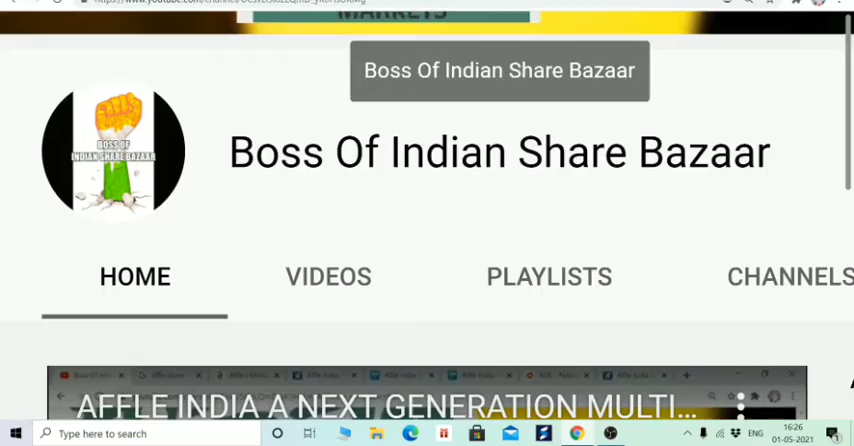 MARKETS
Boss Of Indian Share Bazaar
BOSS OF
INDIAN SHARE BAZAAR
Boss Of Indian Share Bazaar
HOME VIDEOS PLAYLISTS CHANNELS
AFFLE INDIA A NEXT GENERATION MULTI...
Type here to search
ENG
16:26
01-05-2021